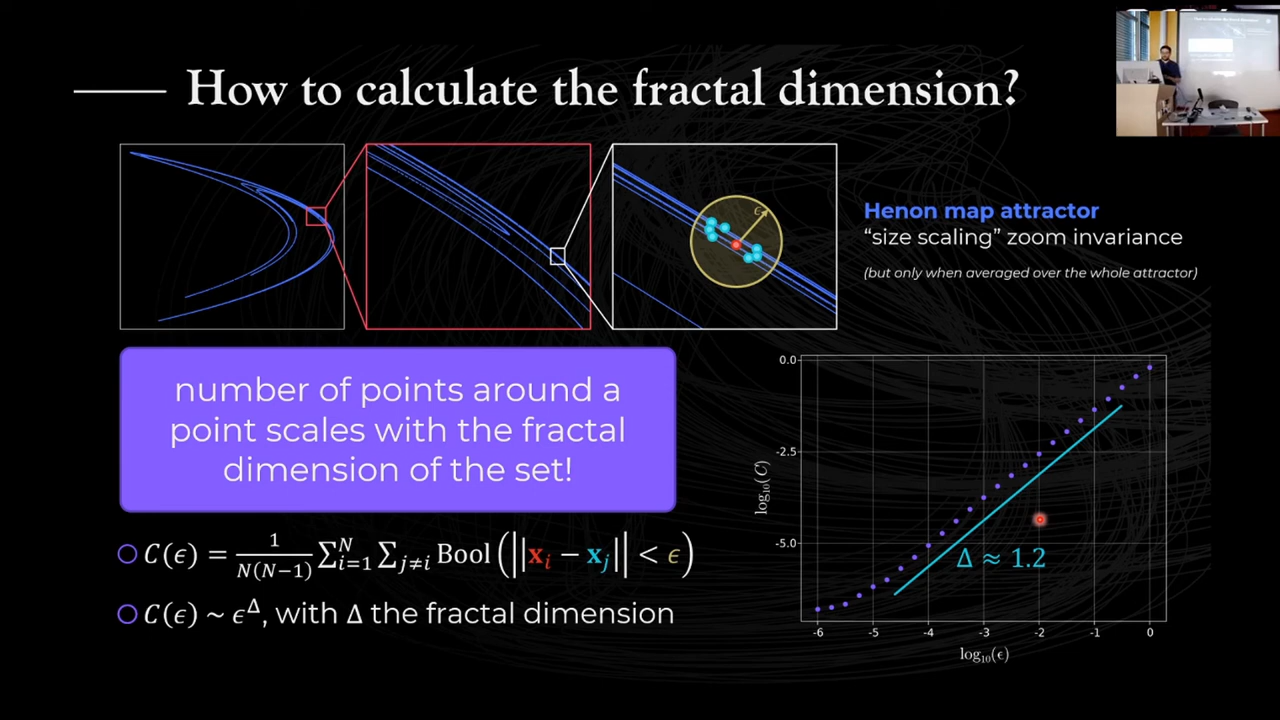 How to calculate the fractal dimension?
ϵ
Henon map attractor
“size scaling” zoom invariance
(but only when averaged over the whole attractor)
number of points around a
point scales with the fractal
dimension of the set!
C(ϵ) = 1/N(N−1) ∑_{i=1}^{N} ∑_{j≠i} Bool(||x_i − x_j|| < ϵ)
C(ϵ) ~ ϵ^Δ, with Δ the fractal dimension
0.0
-2.5
-5.0
log₁₀(C)
Δ ≈ 1.2
-6 -5 -4 -3 -2 -1 0
log₁₀(ϵ)